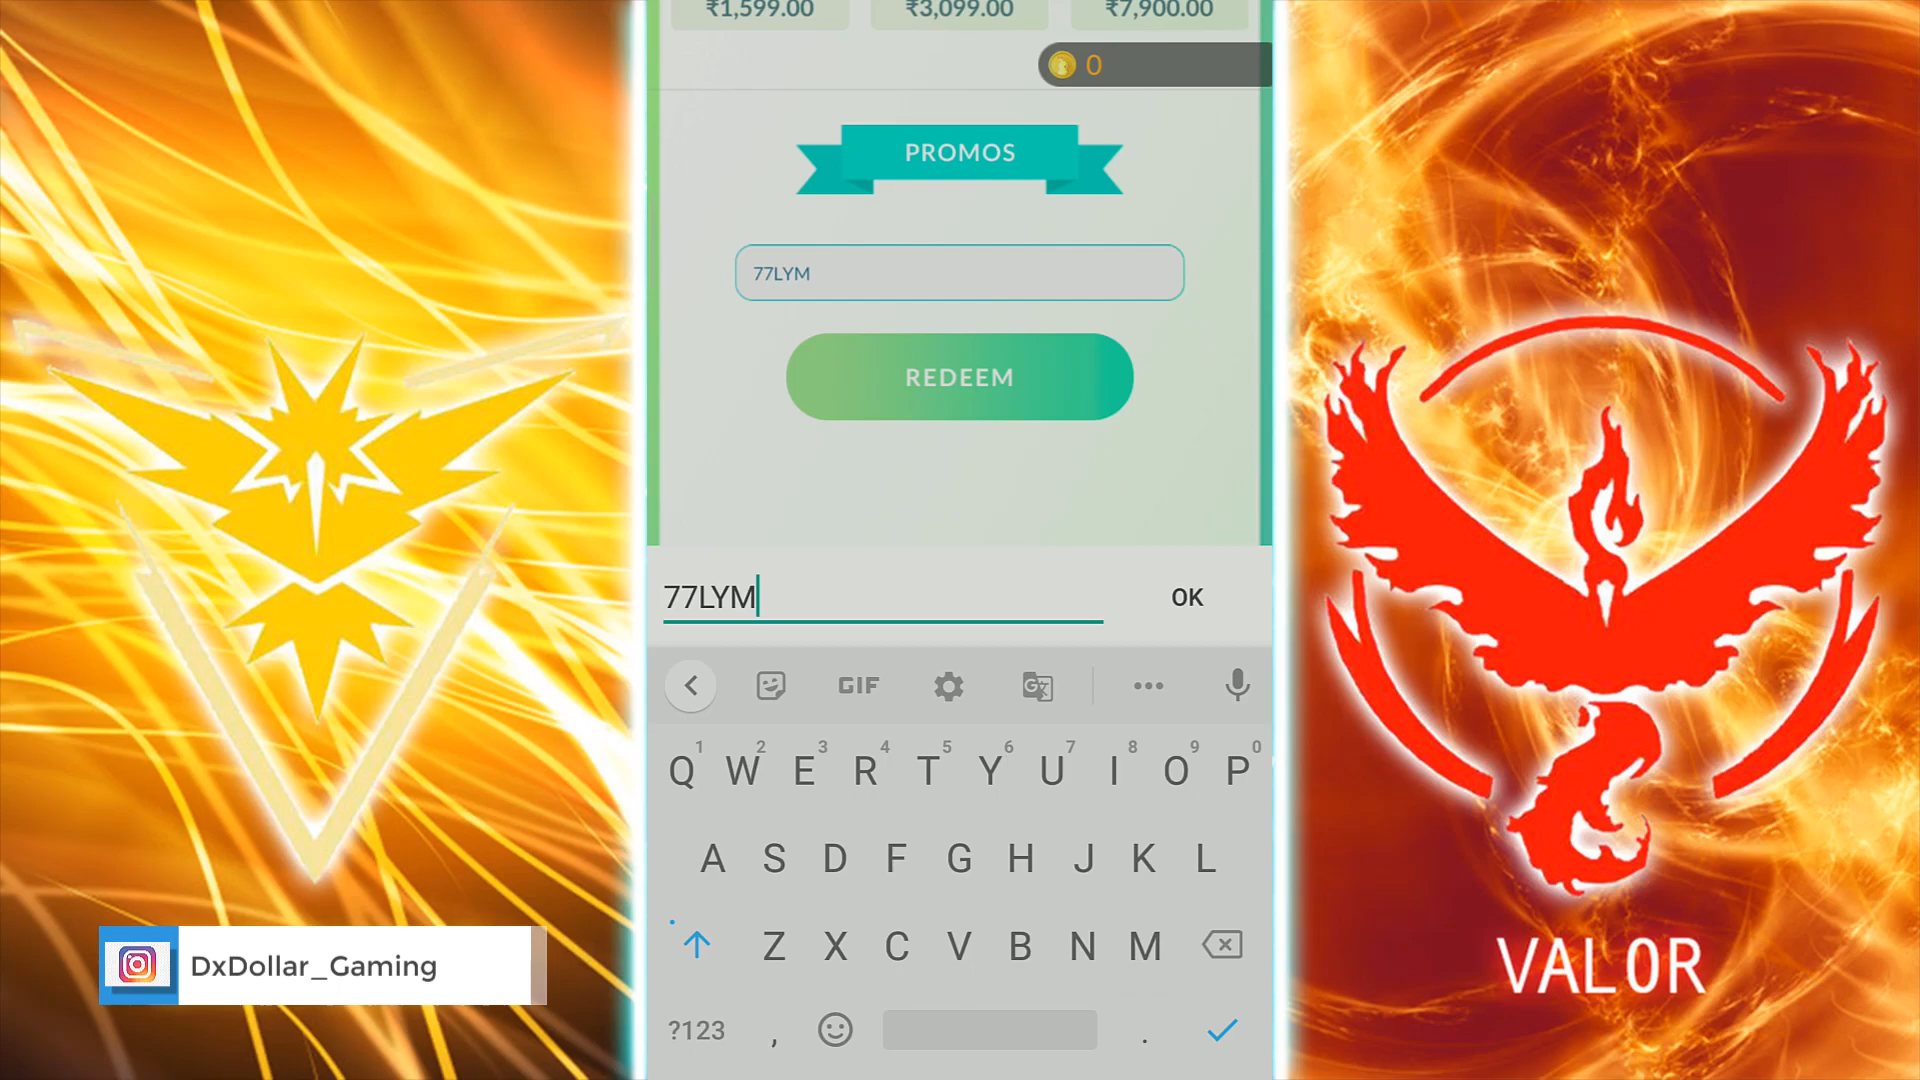 ₹1,599.00 ₹3,099.00 ₹7,900.00
0
PROMOS
77LYM
REDEEM
77LYM OK
GIF
1 2 3 4 5 6 7 8 9 0
Q W E R T Y U I O P
A S D F G H J K L
Z X C V B N M
?123 , .
DxDollar_Gaming
VALOR